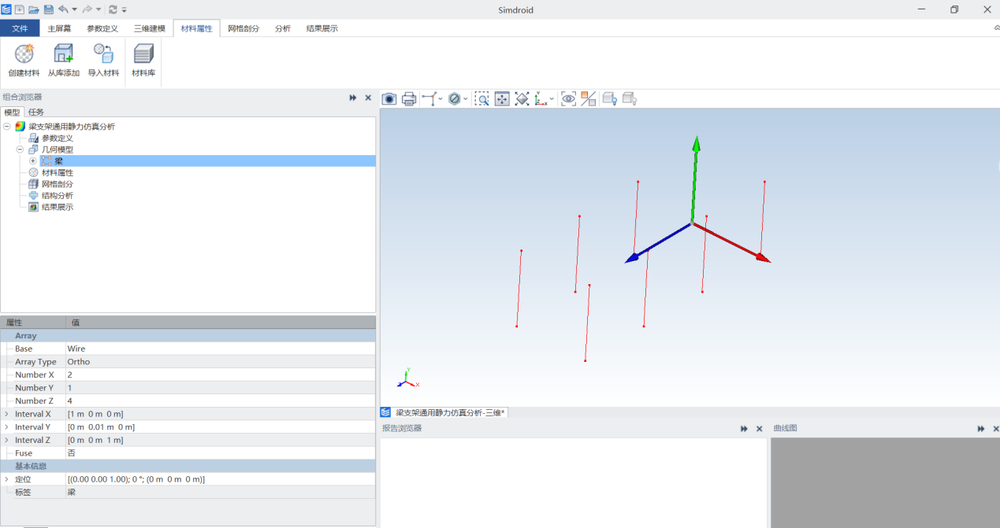 Simdroid
文件 主屏幕 参数定义 三维建模 材料属性 网格剖分 分析 结果展示
创建材料 从库添加 导入材料 材料库
组合浏览器
模型 任务
梁支架通用静力仿真分析
参数定义
几何模型
梁
材料属性
网格剖分
结构分析
结果展示
属性 值
Array
Base Wire
Array Type Ortho
Number X 2
Number Y 1
Number Z 4
Interval X [1 m 0 m 0 m]
Interval Y [0 m 0.01 m 0 m]
Interval Z [0 m 0 m 1 m]
Fuse 否
基本信息
定位 [(0.00 0.00 1.00); 0 °; (0 m 0 m 0 m)]
标签 梁
Y
X
梁支架通用静力仿真分析-三维*
报告浏览器
曲线图